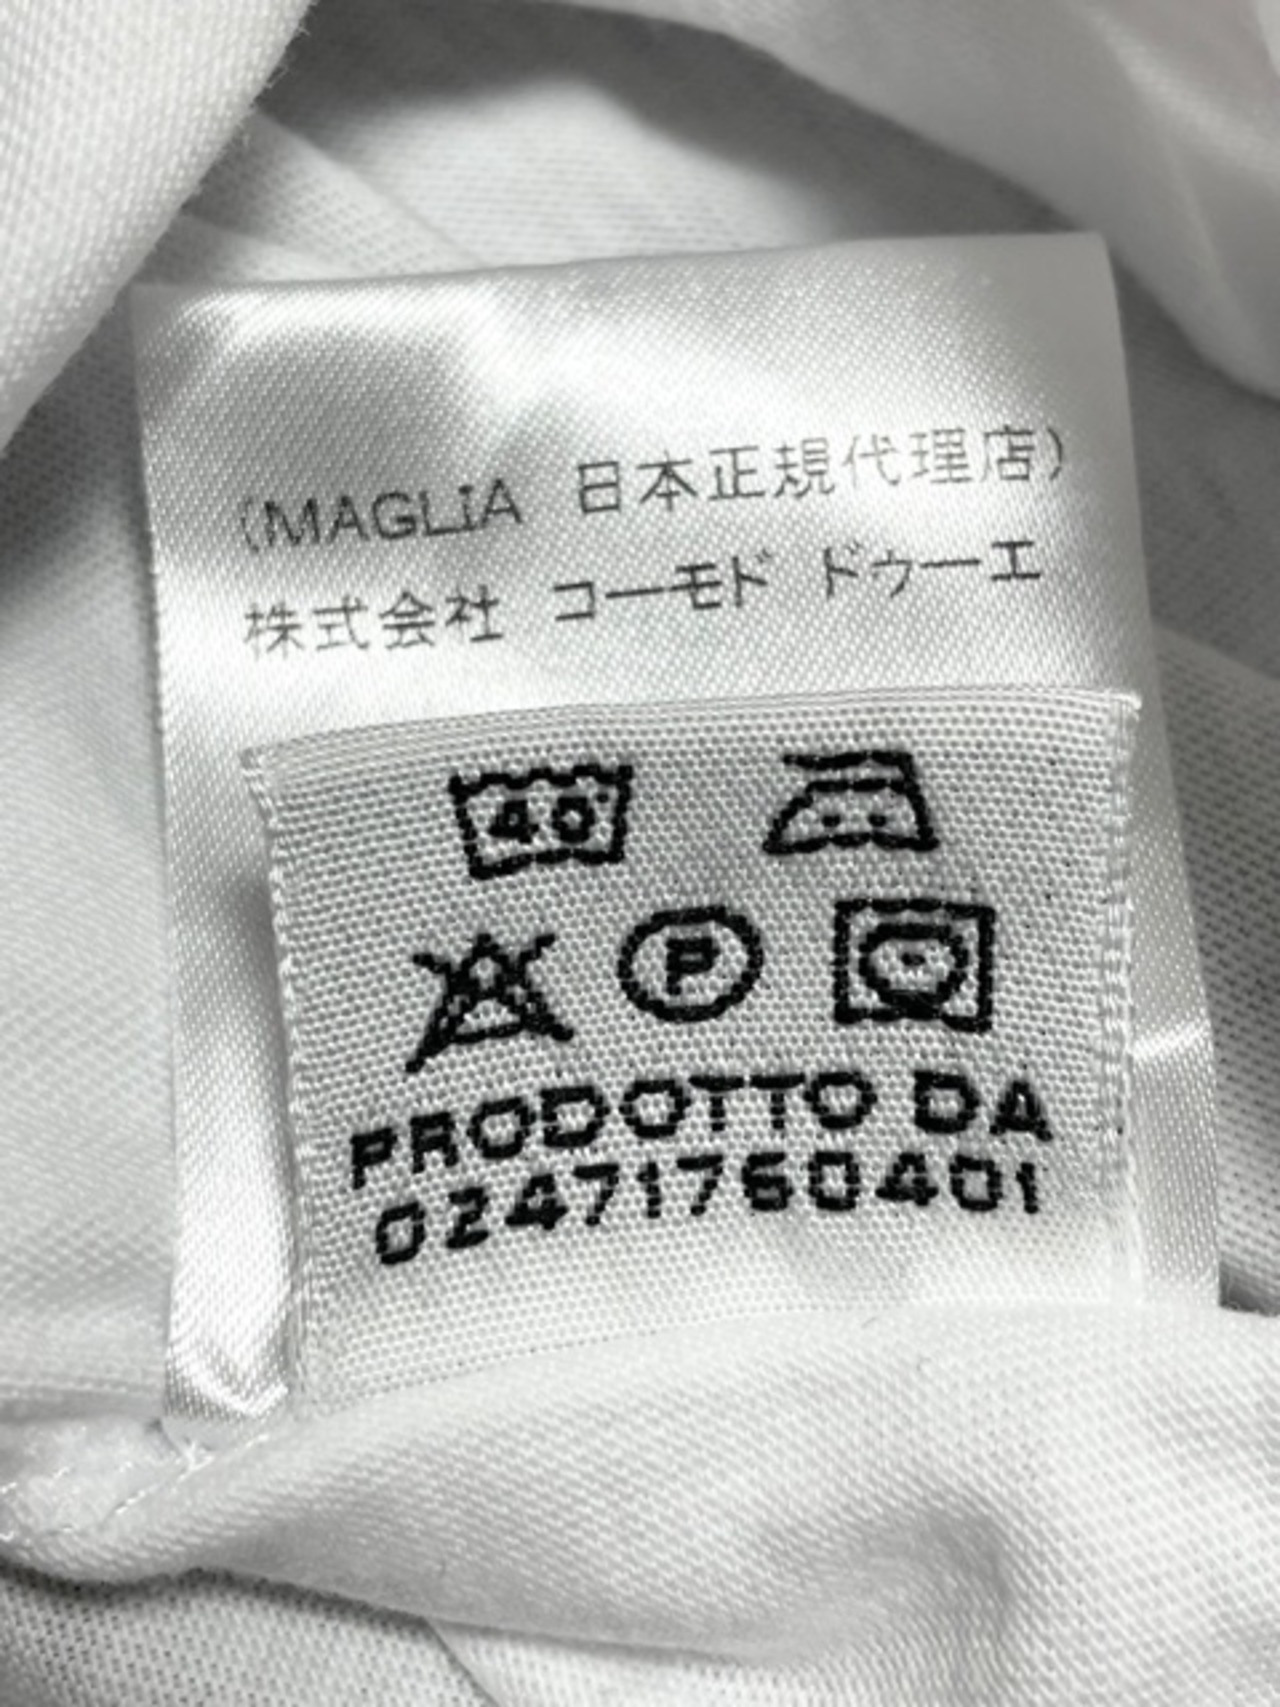 (MAGLiA 日本正規代理店)
株式会社 コーモド ドゥーエ
40°
P
PRODOTTO DA
02471760401